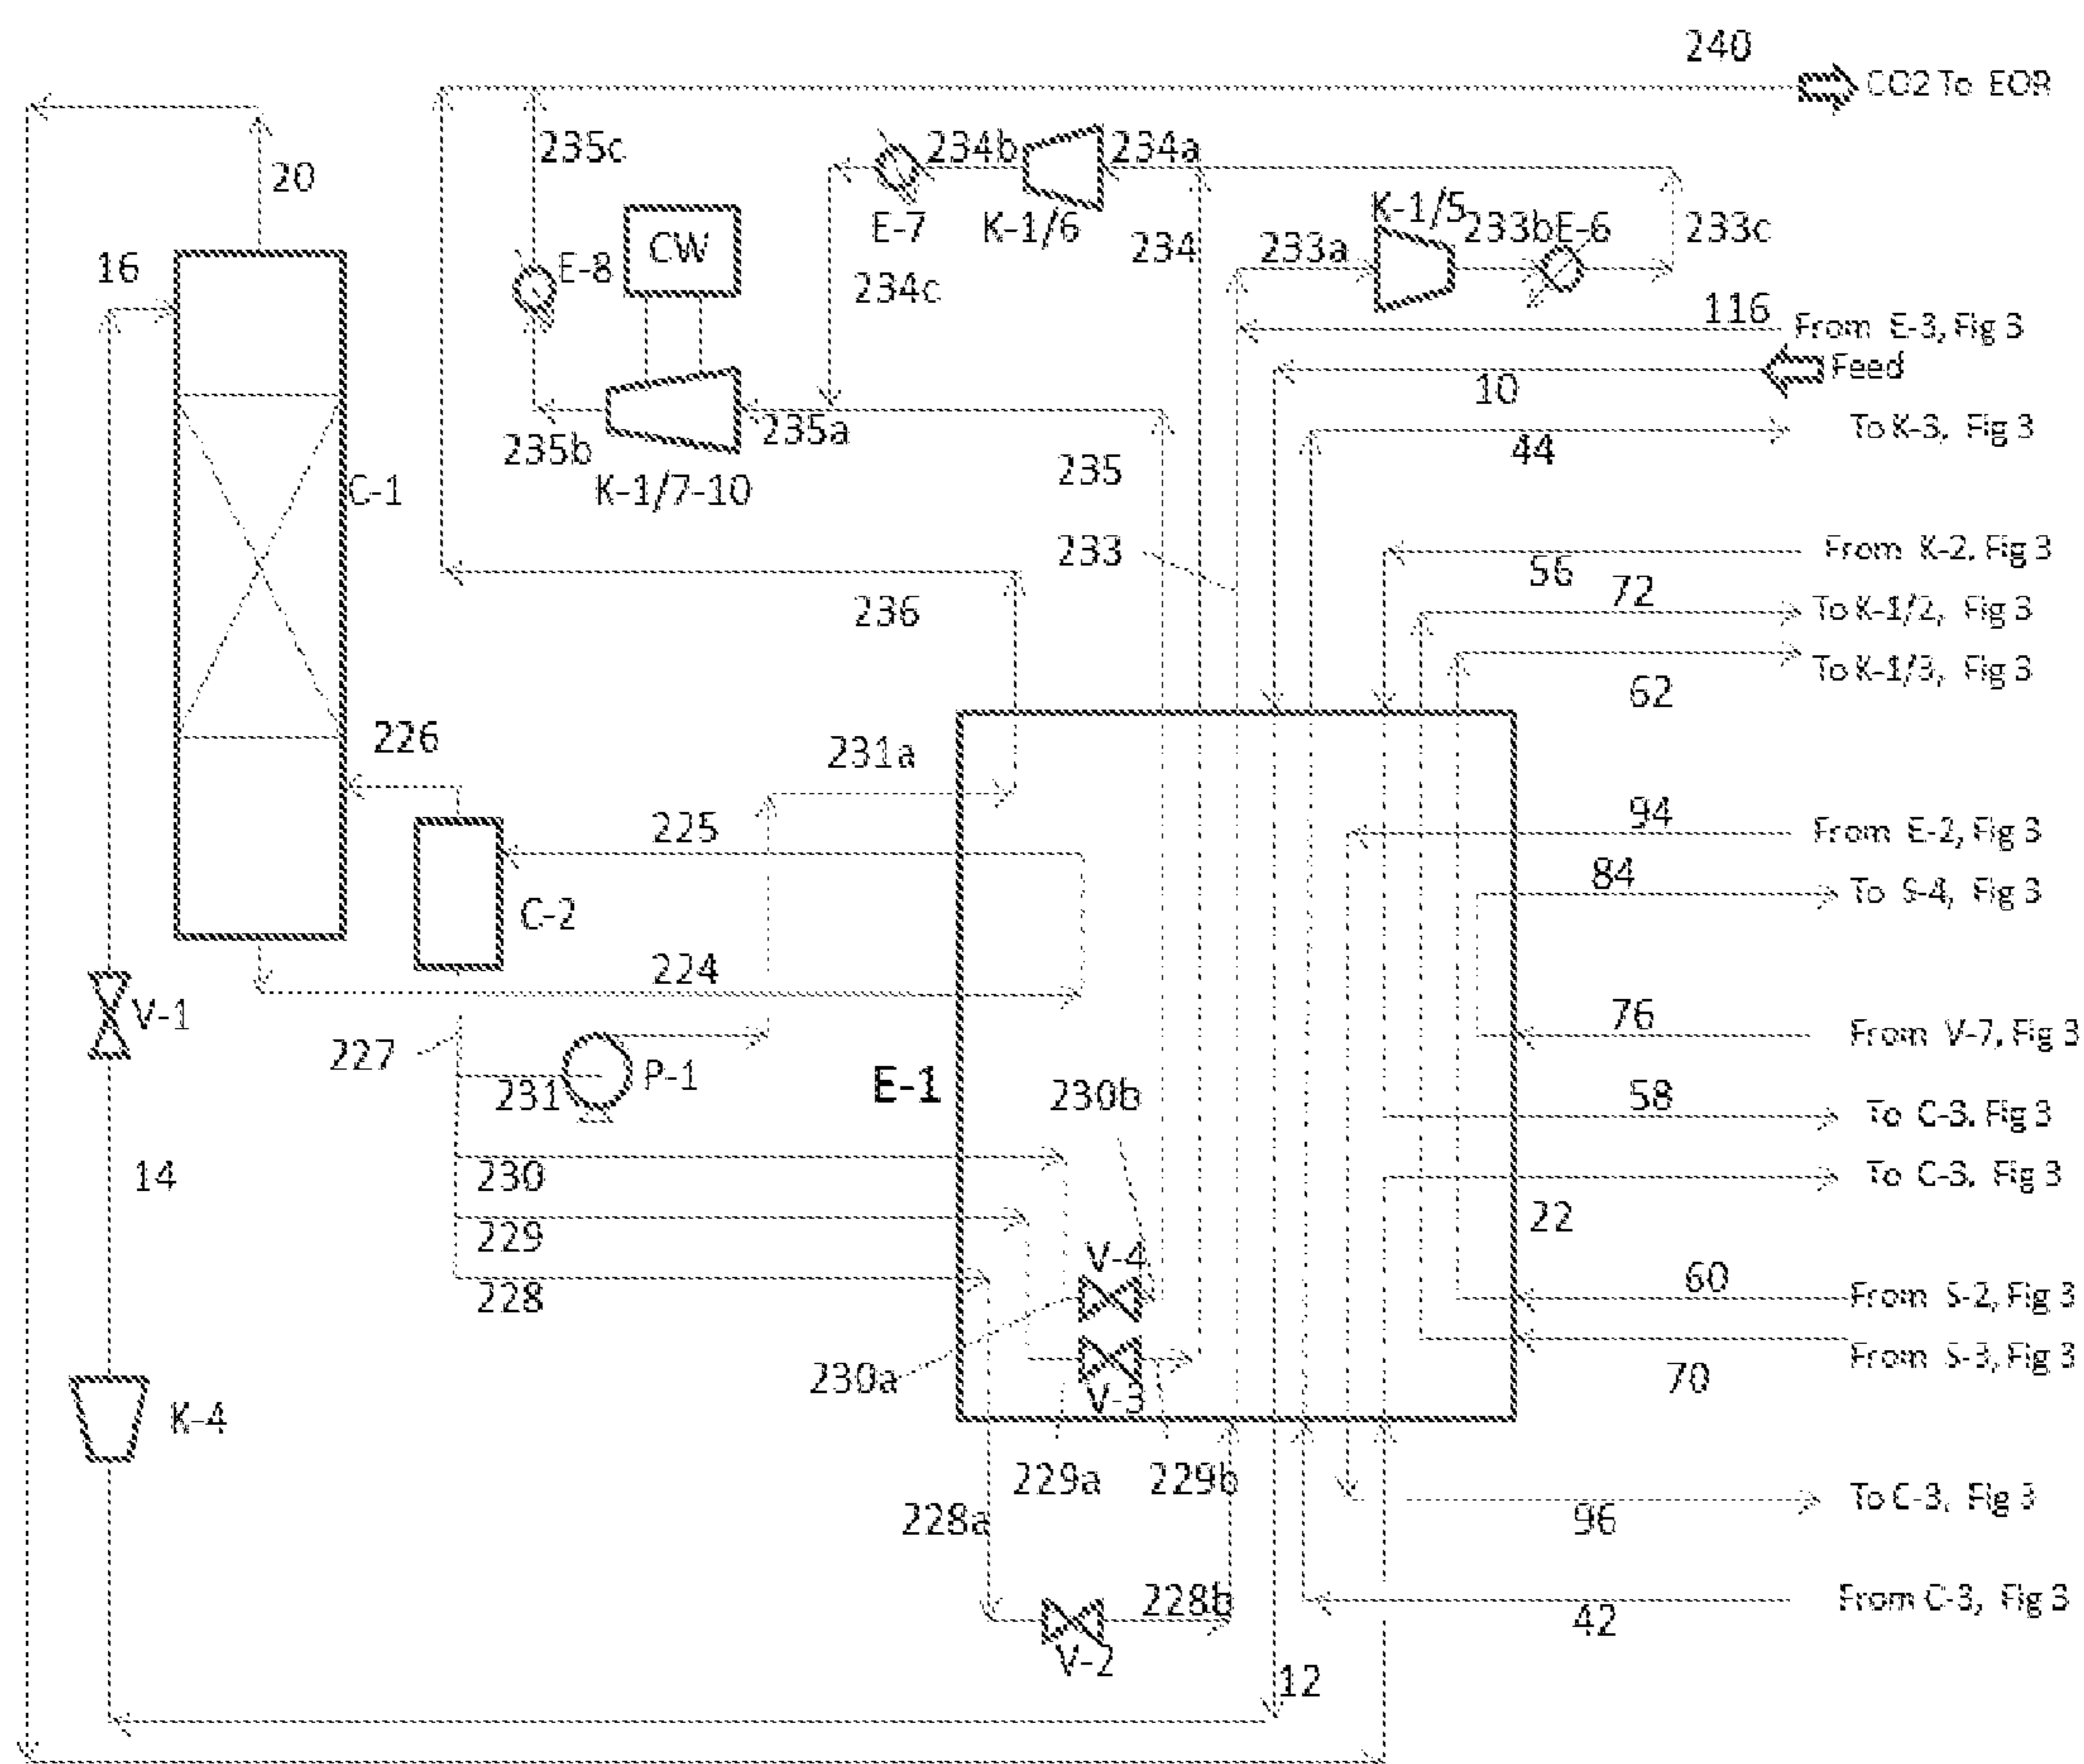 240
CO2 To EOR
235c
234b
234a
20
K-1/5
E-7
K-1/6
233b
E-6
233c
CW
234
233a
16
E-8
234c
116
From E-3, Fig 3
Feed
10
235a
To K-3, Fig 3
235b
44
235
C-1
K-1/7-10
233
From K-2, Fig 3
56
72
236
To K-1/2, Fig 3
To K-1/3, Fig 3
62
226
231a
94
225
From E-2, Fig 3
84
To S-4, Fig 3
C-2
224
V-1
76
From V-7, Fig 3
227
P-1
E-1
230b
58
231
To C-3, Fig 3
14
230
To C-3, Fig 3
22
229
V-4
60
228
From S-2, Fig 3
From S-3, Fig 3
230a
V-3
70
K-4
229a
229b
To C-3, Fig 3
228a
96
228b
From C-3, Fig 3
42
V-2
12